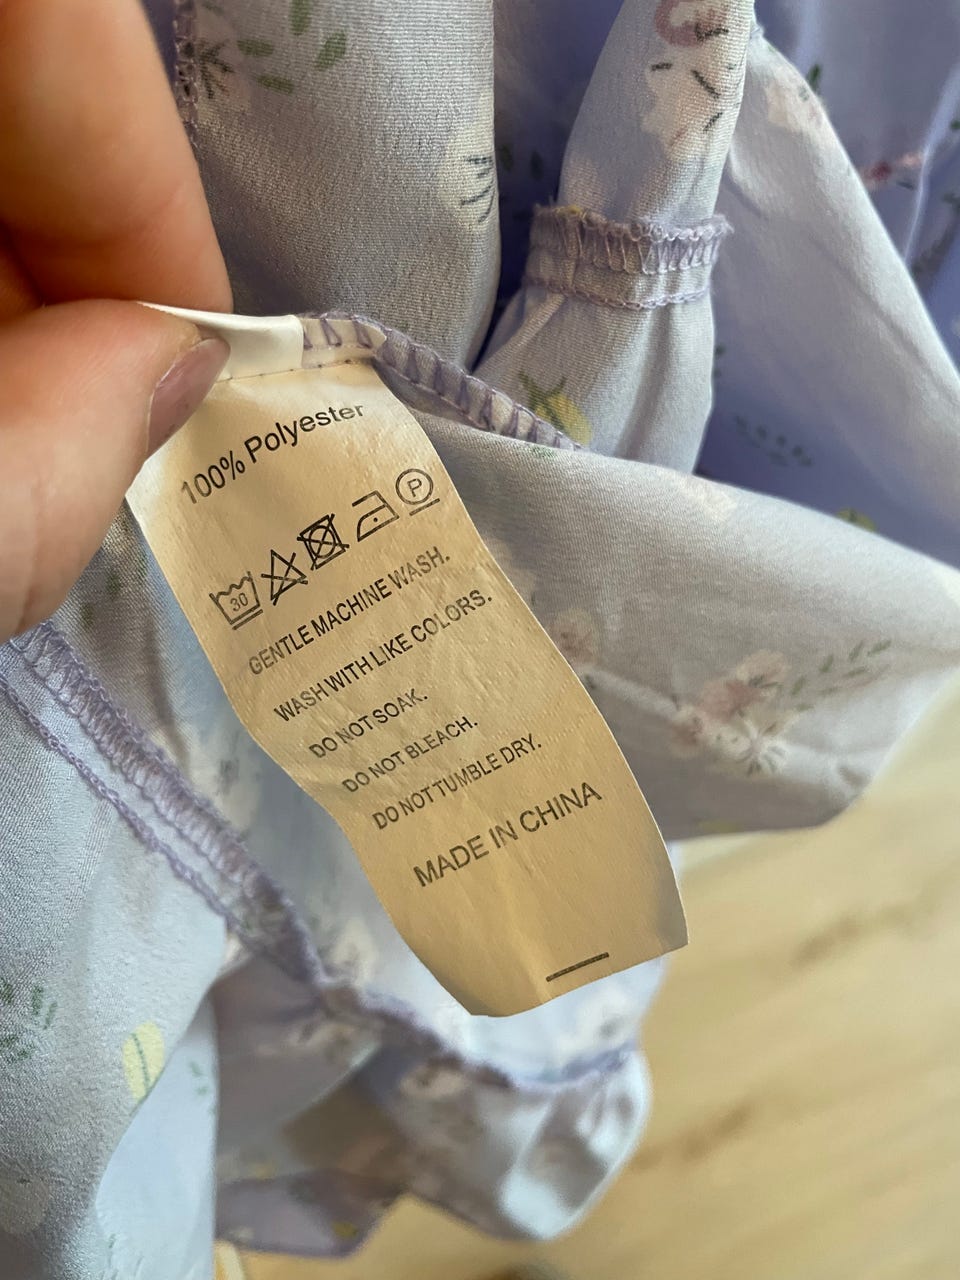 100% Polyester
30 P
GENTLE MACHINE WASH.
WASH WITH LIKE COLORS.
DO NOT SOAK.
DO NOT BLEACH.
DO NOT TUMBLE DRY.
MADE IN CHINA